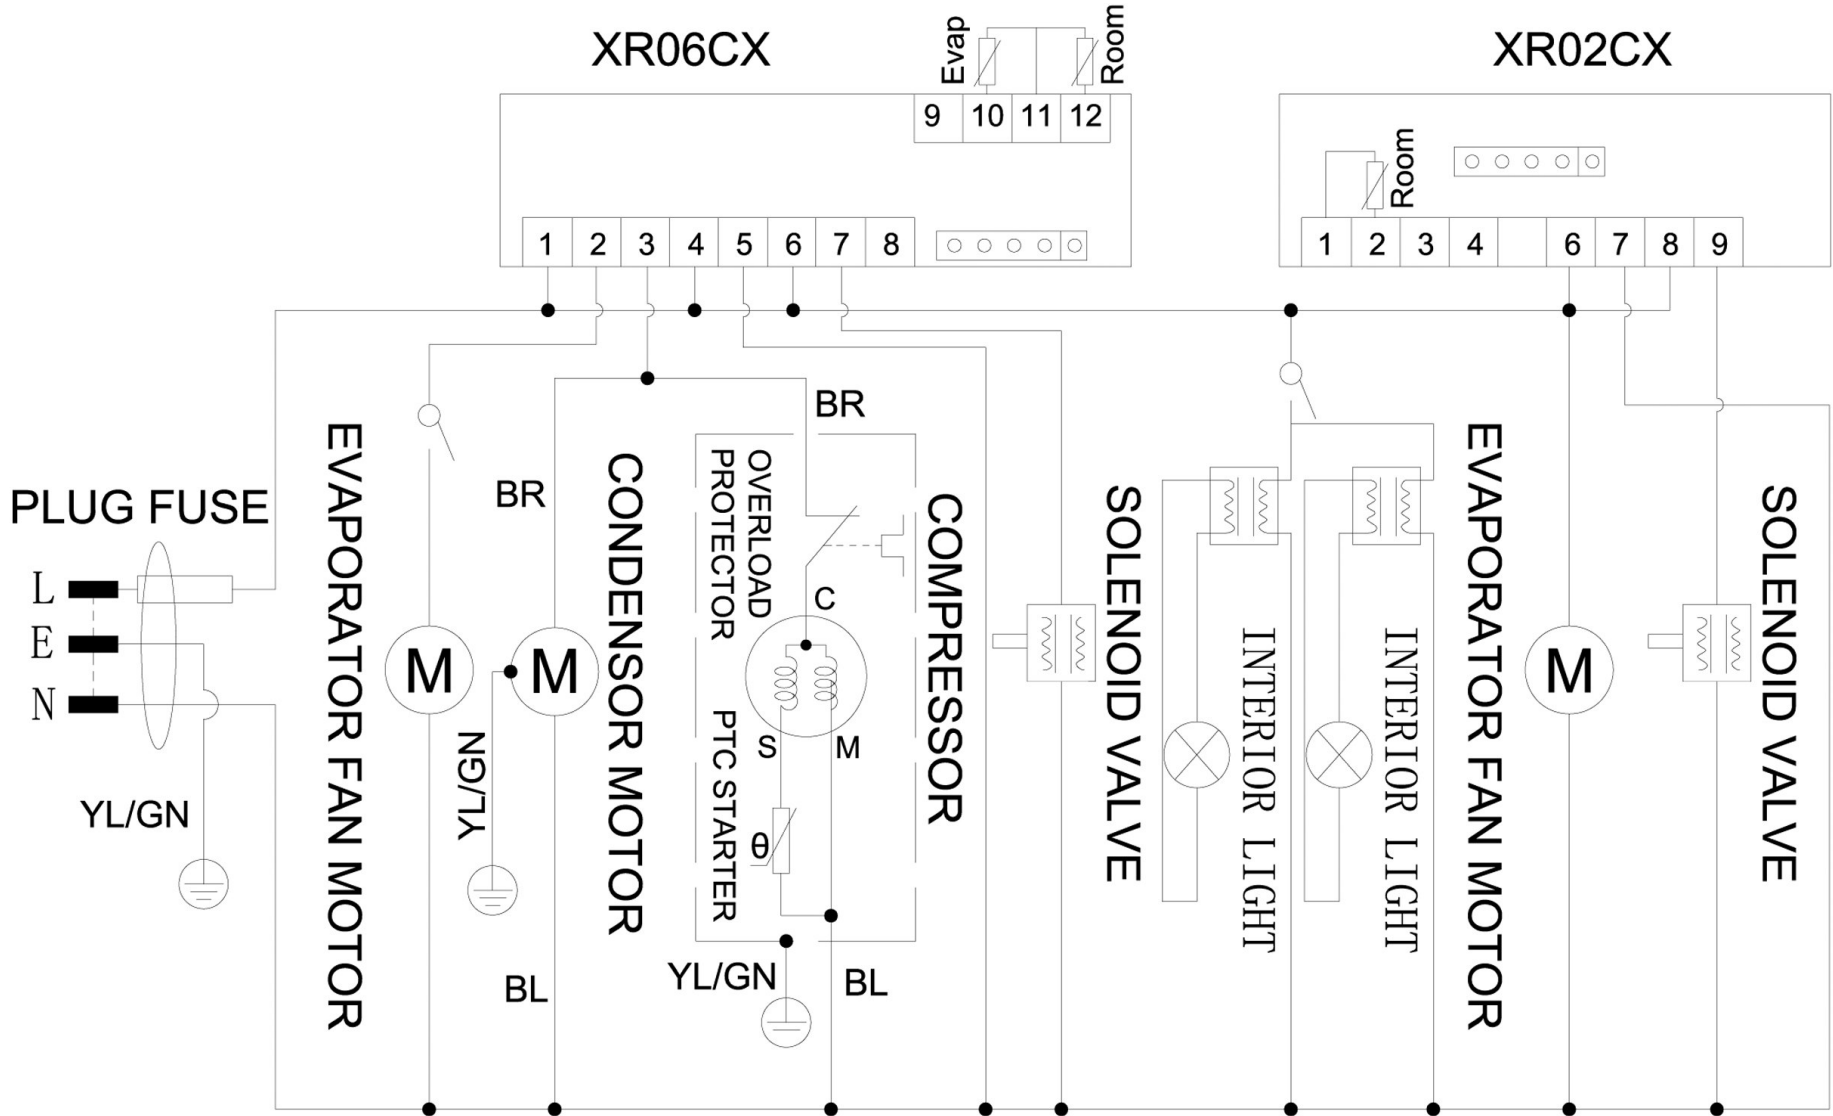 XR06CX
Evap
Room
XR02CX
9 10 11 12
Room
1 2 3 4 5 6 7 8
1 2 3 4 6 7 8 9
PLUG FUSE
L
E
N
YL/GN
EVAPORATOR FAN MOTOR
M
BR
YL/GN
M
BL
CONDENSOR MOTOR
BR
OVERLOAD
PROTECTOR
C
S
M
PTC STARTER
θ
YL/GN
BL
COMPRESSOR
SOLENOID VALVE
INTERIOR LIGHT
INTERIOR LIGHT
EVAPORATOR FAN MOTOR
M
SOLENOID VALVE